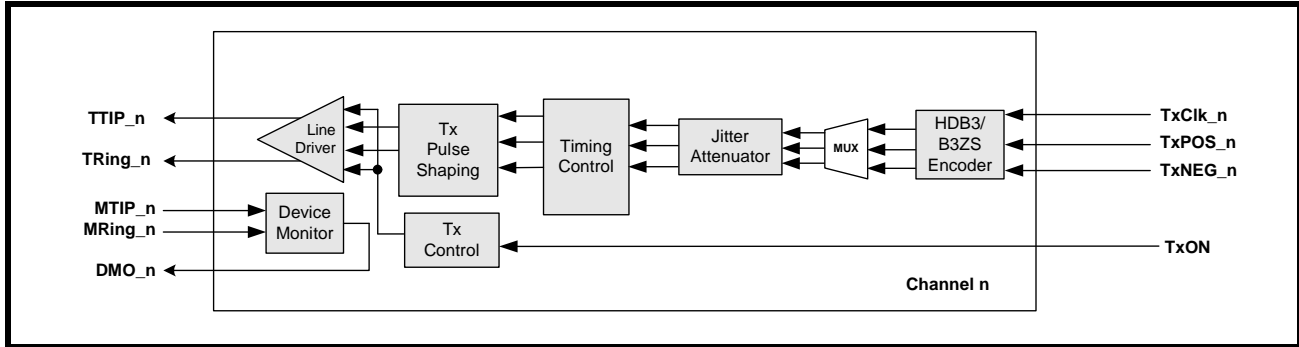 TTIP_n
TRing_n
MTIP_n
MRing_n
DMO_n
Line
Driver
Device
Monitor
Tx
Pulse
Shaping
Tx
Control
Timing
Control
Jitter
Attenuator
MUX
HDB3/
B3ZS
Encoder
TxClk_n
TxPOS_n
TxNEG_n
TxON
Channel n